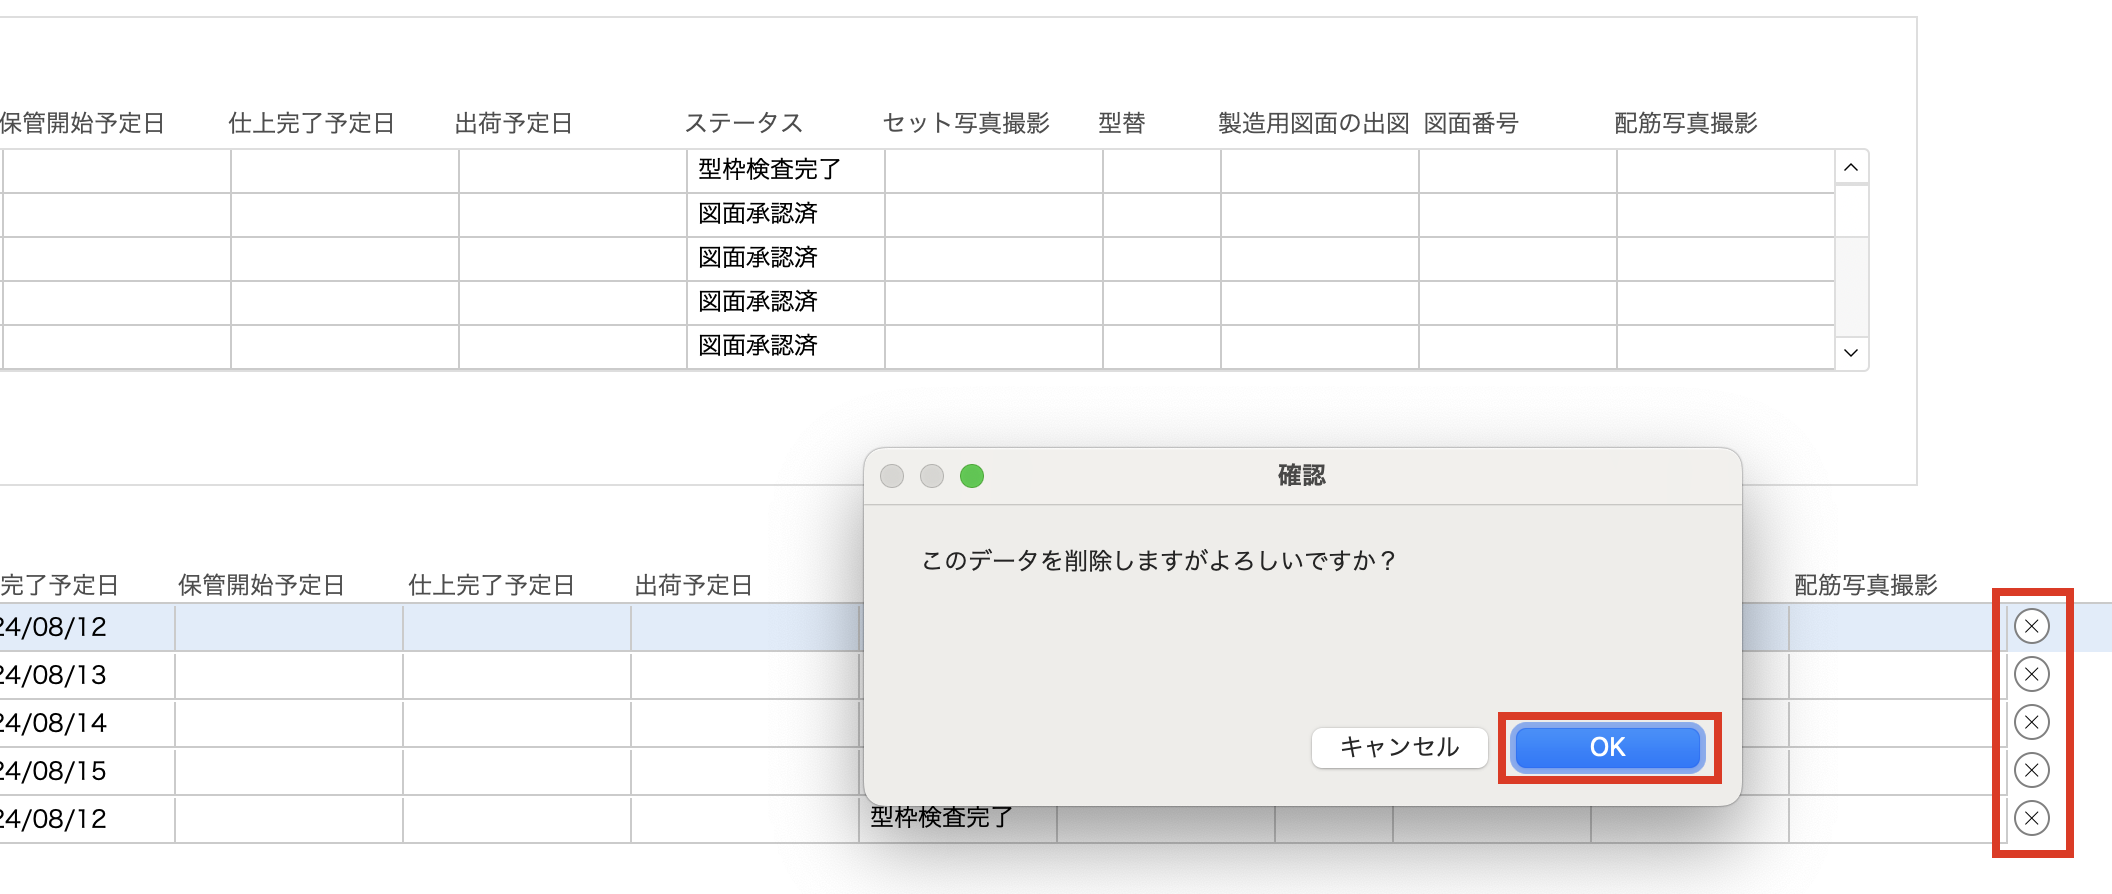 保管開始予定日 仕上完了予定日 出荷予定日 ステータス セット写真撮影 型替 製造用図面の出図 図面番号 配筋写真撮影
型枠検査完了
図面承認済
図面承認済
図面承認済
図面承認済
確認
このデータを削除しますがよろしいですか？
キャンセル OK
完了予定日 保管開始予定日 仕上完了予定日 出荷予定日 配筋写真撮影
24/08/12
24/08/13
24/08/14
24/08/15
24/08/12 型枠検査完了